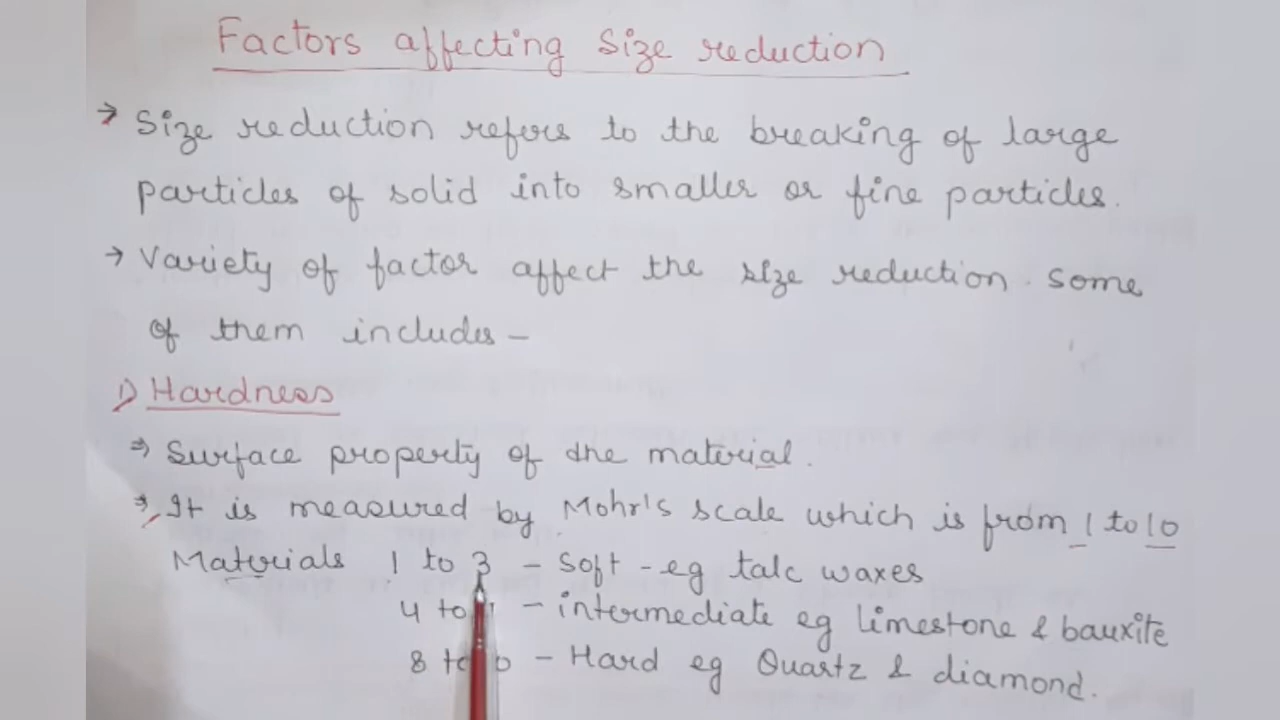 Factors affecting Size reduction
→ Size reduction refers to the breaking of large
particles of solid into smaller or fine particles.
→ Variety of factor affect the size reduction. Some
of them includes -
1) Hardness
⇒ Surface property of the material.
⇒ It is measured by Mohr's scale which is from 1 to 10
Materials 1 to 3 - Soft - eg talc waxes
4 to - intermediate eg limestone & bauxite
8 - Hard eg Quartz & diamond.